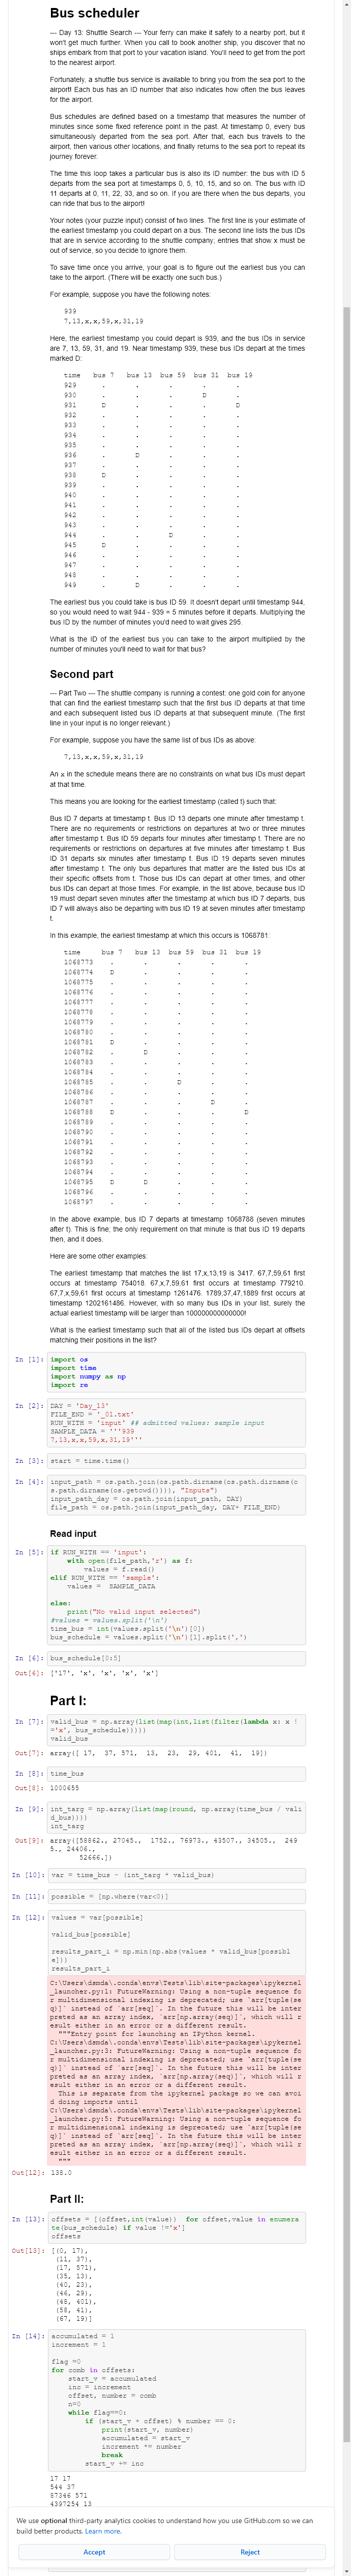 Bus scheduler
--- Day 13: Shuttle Search --- Your ferry can make it safely to a nearby port, but it
won't get much further. When you call to book another ship, you discover that no
ships embark from that port to your vacation island. You'll need to get from the port
to the nearest airport.
Fortunately, a shuttle bus service is available to bring you from the sea port to the
airport! Each bus has an ID number that also indicates how often the bus leaves
for the airport.
Bus schedules are defined based on a timestamp that measures the number of
minutes since some fixed reference point in the past. At timestamp 0, every bus
simultaneously departed from the sea port. After that, each bus travels to the
airport, then various other locations, and finally returns to the sea port to repeat its
journey forever.
The time this loop takes a particular bus is also its ID number: the bus with ID 5
departs from the sea port at timestamps 0, 5, 10, 15, and so on. The bus with ID
11 departs at 0, 11, 22, 33, and so on. If you are there when the bus departs, you
can ride that bus to the airport!
Your notes (your puzzle input) consist of two lines. The first line is your estimate of
the earliest timestamp you could depart on a bus. The second line lists the bus IDs
that are in service according to the shuttle company; entries that show x must be
out of service, so you decide to ignore them.
To save time once you arrive, your goal is to figure out the earliest bus you can
take to the airport. (There will be exactly one such bus.)
For example, suppose you have the following notes:
939
7,13,x,x,59,x,31,19
Here, the earliest timestamp you could depart is 939, and the bus IDs in service
are 7, 13, 59, 31, and 19. Near timestamp 939, these bus IDs depart at the times
marked D:
time bus 7 bus 13 bus 59 bus 31 bus 19
929 . . . . .
930 . . . D .
931 D . . . D
932 . . . . .
933 . . . . .
934 . . . . .
935 . . . . .
936 . D . . .
937 . . . . .
938 D . . . .
939 . . . . .
940 . . . . .
941 . . . . .
942 . . . . .
943 . . . . .
944 . . D . .
945 D . . . .
946 . . . . .
947 . . . . .
948 . . . . .
949 . D . . .
The earliest bus you could take is bus ID 59. It doesn't depart until timestamp 944,
so you would need to wait 944 - 939 = 5 minutes before it departs. Multiplying the
bus ID by the number of minutes you'd need to wait gives 295.
What is the ID of the earliest bus you can take to the airport multiplied by the
number of minutes you'll need to wait for that bus?
Second part
--- Part Two --- The shuttle company is running a contest: one gold coin for anyone
that can find the earliest timestamp such that the first bus ID departs at that time
and each subsequent listed bus ID departs at that subsequent minute. (The first
line in your input is no longer relevant.)
For example, suppose you have the same list of bus IDs as above:
7,13,x,x,59,x,31,19
An x in the schedule means there are no constraints on what bus IDs must depart
at that time.
This means you are looking for the earliest timestamp (called t) such that:
Bus ID 7 departs at timestamp t. Bus ID 13 departs one minute after timestamp t.
There are no requirements or restrictions on departures at two or three minutes
after timestamp t. Bus ID 59 departs four minutes after timestamp t. There are no
requirements or restrictions on departures at five minutes after timestamp t. Bus
ID 31 departs six minutes after timestamp t. Bus ID 19 departs seven minutes
after timestamp t. The only bus departures that matter are the listed bus IDs at
their specific offsets from t. Those bus IDs can depart at other times, and other
bus IDs can depart at those times. For example, in the list above, because bus ID
19 must depart seven minutes after the timestamp at which bus ID 7 departs, bus
ID 7 will always also be departing with bus ID 19 at seven minutes after timestamp
t.
In this example, the earliest timestamp at which this occurs is 1068781:
time bus 7 bus 13 bus 59 bus 31 bus 19
1068773 . . . . .
1068774 D . . . .
1068775 . . . . .
1068776 . . . . .
1068777 . . . . .
1068778 . . . . .
1068779 . . . . .
1068780 . . . . .
1068781 D . . . .
1068782 . D . . .
1068783 . . . . .
1068784 . . . . .
1068785 . . D . .
1068786 . . . . .
1068787 . . . D .
1068788 D . . . D
1068789 . . . . .
1068790 . . . . .
1068791 . . . . .
1068792 . . . . .
1068793 . . . . .
1068794 . . . . .
1068795 D D . . .
1068796 . . . . .
1068797 . . . . .
In the above example, bus ID 7 departs at timestamp 1068788 (seven minutes
after t). This is fine; the only requirement on that minute is that bus ID 19 departs
then, and it does.
Here are some other examples:
The earliest timestamp that matches the list 17,x,13,19 is 3417. 67,7,59,61 first
occurs at timestamp 754018. 67,x,7,59,61 first occurs at timestamp 779210.
67,7,x,59,61 first occurs at timestamp 1261476. 1789,37,47,1889 first occurs at
timestamp 1202161486. However, with so many bus IDs in your list, surely the
actual earliest timestamp will be larger than 100000000000000!
What is the earliest timestamp such that all of the listed bus IDs depart at offsets
matching their positions in the list?
In [1]: import os
import time
import numpy as np
import re
In [2]: DAY = 'Day_13'
FILE_END = '_01.txt'
RUN_WITH = 'input' ## admitted values: sample input
SAMPLE_DATA = '''939
7,13,x,x,59,x,31,19'''
In [3]: start = time.time()
In [4]: input_path = os.path.join(os.path.dirname(os.path.dirname(o
s.path.dirname(os.getcwd()))), "Inputs")
input_path_day = os.path.join(input_path, DAY)
file_path = os.path.join(input_path_day, DAY+ FILE_END)
Read input
In [5]: if RUN_WITH == 'input':
with open(file_path,'r') as f:
values = f.read()
elif RUN_WITH == 'sample':
values = SAMPLE_DATA
else:
print("No valid input selected")
#values = values.split('\n')
time_bus = int(values.split('\n')[0])
bus_schedule = values.split('\n')[1].split(',')
In [6]: bus_schedule[0:5]
Out[6]: ['17', 'x', 'x', 'x', 'x']
Part I:
In [7]: valid_bus = np.array(list(map(int,list(filter(lambda x: x !
='x', bus_schedule)))))
valid_bus
Out[7]: array([ 17, 37, 571, 13, 23, 29, 401, 41, 19])
In [8]: time_bus
Out[8]: 1000655
In [9]: int_targ = np.array(list(map(round, np.array(time_bus / vali
d_bus))))
int_targ
Out[9]: array([58862., 27045., 1752., 76973., 43507., 34505., 249
5., 24406.,
52666.])
In [10]: var = time_bus - (int_targ * valid_bus)
In [11]: possible = [np.where(var<0)]
In [12]: values = var[possible]
valid_bus[possible]
results_part_i = np.min(np.abs(values * valid_bus[possibl
e]))
results_part_i
C:\Users\dsmda\.conda\envs\Tests\lib\site-packages\ipykernel
_launcher.py:1: FutureWarning: Using a non-tuple sequence fo
r multidimensional indexing is deprecated; use `arr[tuple(se
q)]` instead of `arr[seq]`. In the future this will be inter
preted as an array index, `arr[np.array(seq)]`, which will r
esult either in an error or a different result.
"""Entry point for launching an IPython kernel.
C:\Users\dsmda\.conda\envs\Tests\lib\site-packages\ipykernel
_launcher.py:3: FutureWarning: Using a non-tuple sequence fo
r multidimensional indexing is deprecated; use `arr[tuple(se
q)]` instead of `arr[seq]`. In the future this will be inter
preted as an array index, `arr[np.array(seq)]`, which will r
esult either in an error or a different result.
This is separate from the ipykernel package so we can avoi
d doing imports until
C:\Users\dsmda\.conda\envs\Tests\lib\site-packages\ipykernel
_launcher.py:5: FutureWarning: Using a non-tuple sequence fo
r multidimensional indexing is deprecated; use `arr[tuple(se
q)]` instead of `arr[seq]`. In the future this will be inter
preted as an array index, `arr[np.array(seq)]`, which will r
esult either in an error or a different result.
"""
Out[12]: 138.0
Part II:
In [13]: offsets = [(offset,int(value)) for offset,value in enumera
te(bus_schedule) if value !='x']
offsets
Out[13]: [(0, 17),
(11, 37),
(17, 571),
(35, 13),
(40, 23),
(46, 29),
(48, 401),
(58, 41),
(67, 19)]
In [14]: accumulated = 1
increment = 1
flag =0
for comb in offsets:
start_v = accumulated
inc = increment
offset, number = comb
n=0
while flag==0:
if (start_v + offset) % number == 0:
print(start_v, number)
accumulated = start_v
increment *= number
break
start_v += inc
17 17
544 37
87346 571
4397254 13
We use optional third-party analytics cookies to understand how you use GitHub.com so we can
build better products. Learn more.
Accept
Reject